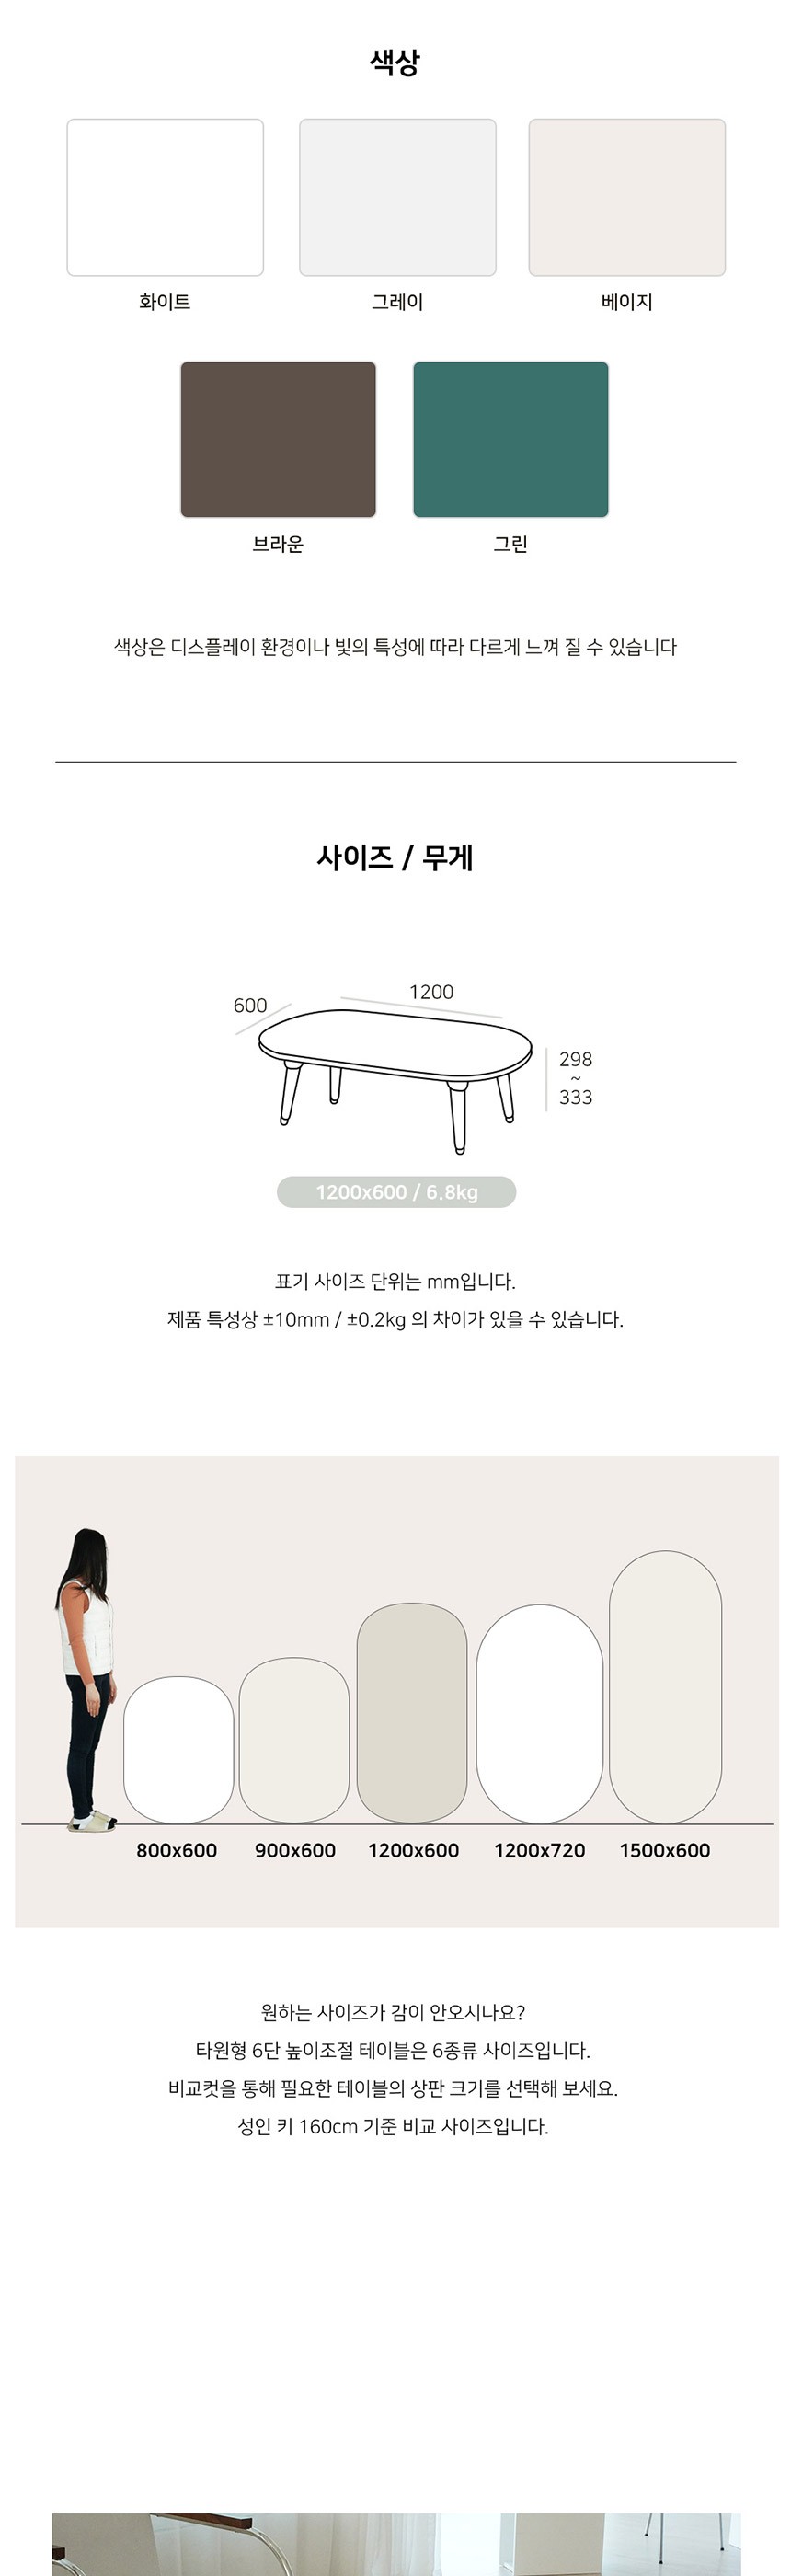 색상
화이트
그레이
베이지
브라운
그린
색상은 디스플레이 환경이나 빛의 특성에 따라 다르게 느껴 질 수 있습니다
사이즈 / 무게
600
1200
298
~
333
1200x600 / 6.8kg
표기 사이즈 단위는 mm입니다.
제품 특성상 ±10mm / ±0.2kg 의 차이가 있을 수 있습니다.
800x600
900x600
1200x600
1200x720
1500x600
원하는 사이즈가 감이 안오시나요?
타원형 6단 높이조절 테이블은 6종류 사이즈입니다.
비교컷을 통해 필요한 테이블의 상판 크기를 선택해 보세요.
성인 키 160cm 기준 비교 사이즈입니다.